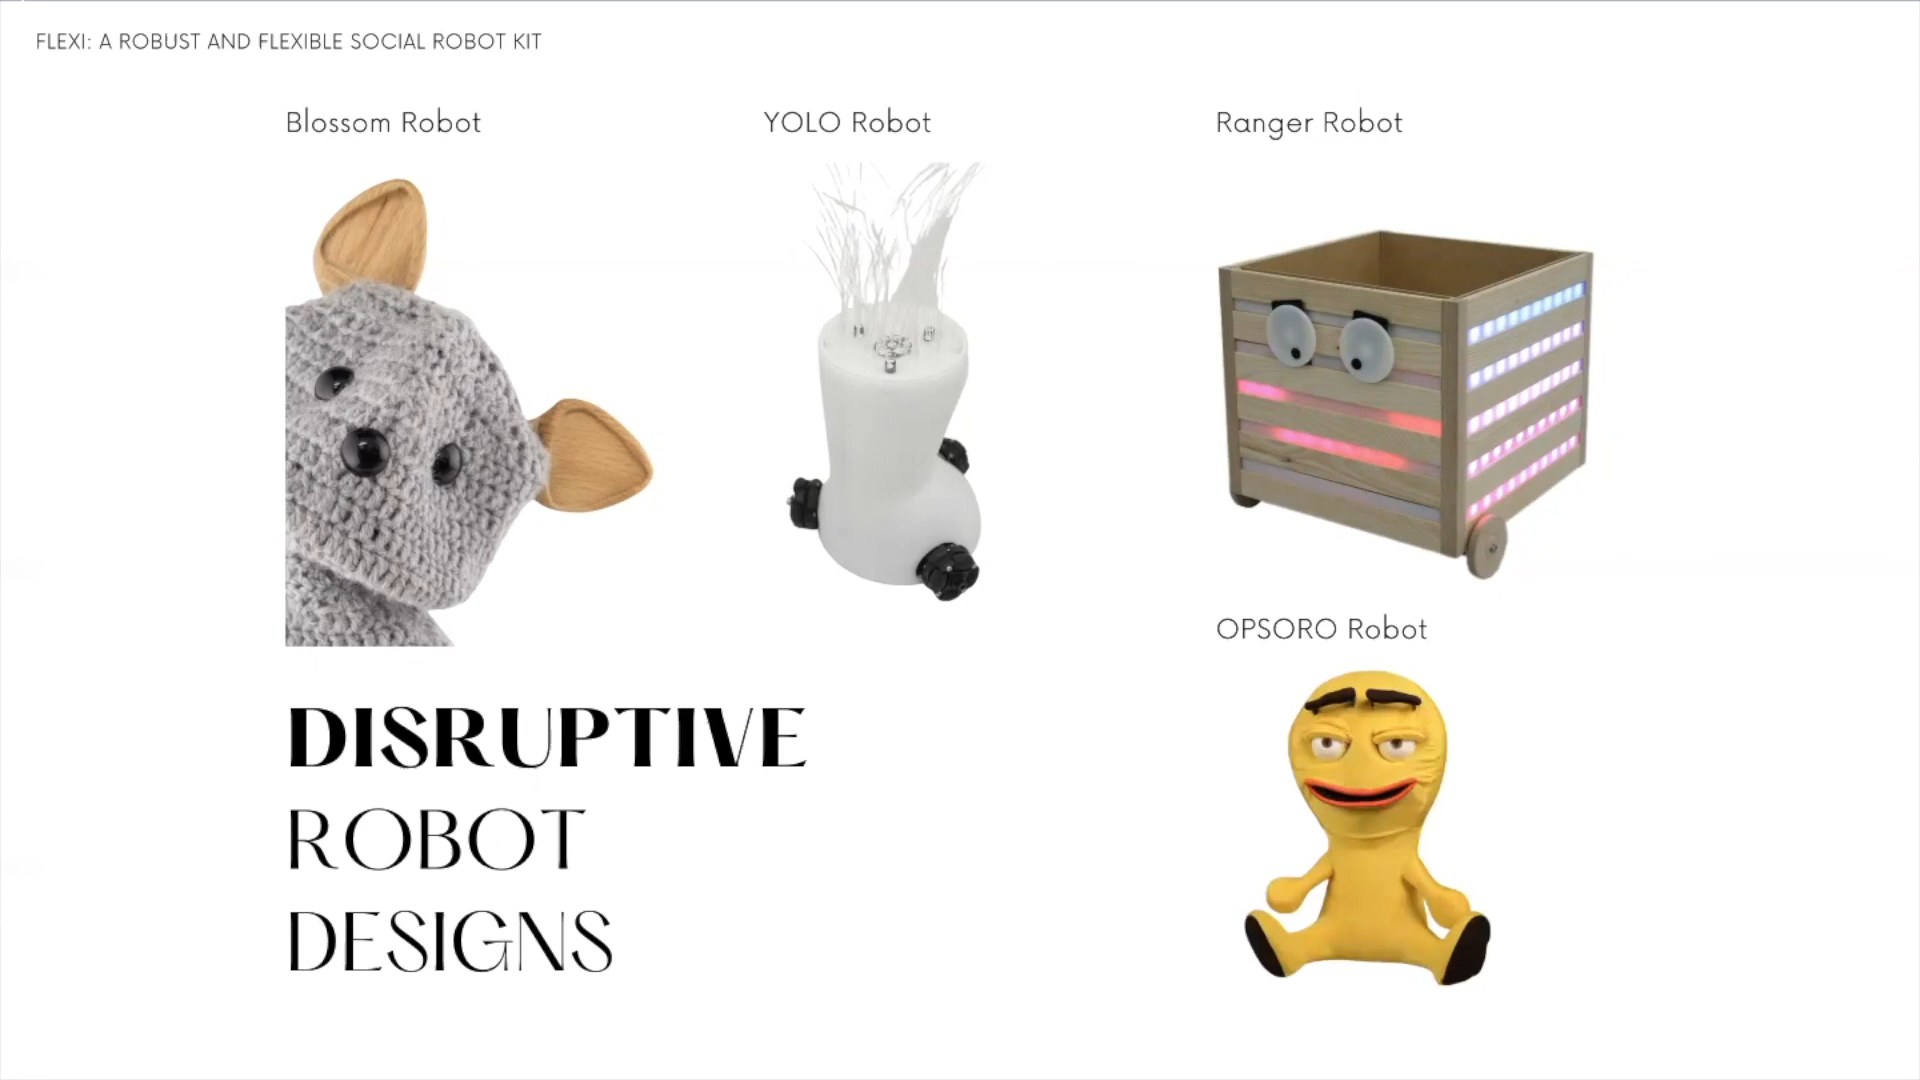 FLEXI: A ROBUST AND FLEXIBLE SOCIAL ROBOT KIT
Blossom Robot
YOLO Robot
Ranger Robot
OPSORO Robot
DISRUPTIVE
ROBOT
DESIGNS